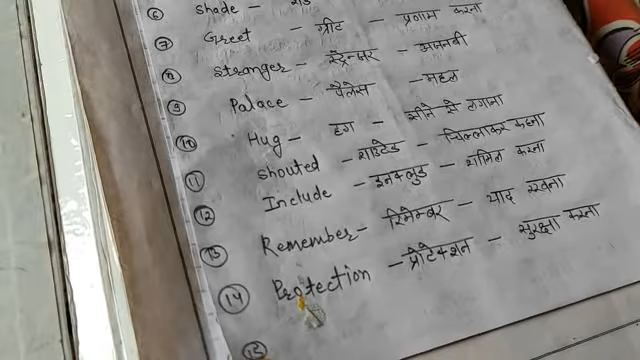 6 Shade - शेड
7 Greet - ग्रीट - प्रणाम करना
8 Stranger - स्ट्रेन्जर - अजनबी
9 Palace - पैलेस - महल
10 Hug - हग - सीने से लगाना
11 Shouted - शाउटेड - चिल्लाकर कहना
12 Include - इनक्लुड - शामिल करना
13 Remember - रिमेम्बर - याद रखना
14 Protection - प्रोटेक्शन - सुरक्षा करना
15